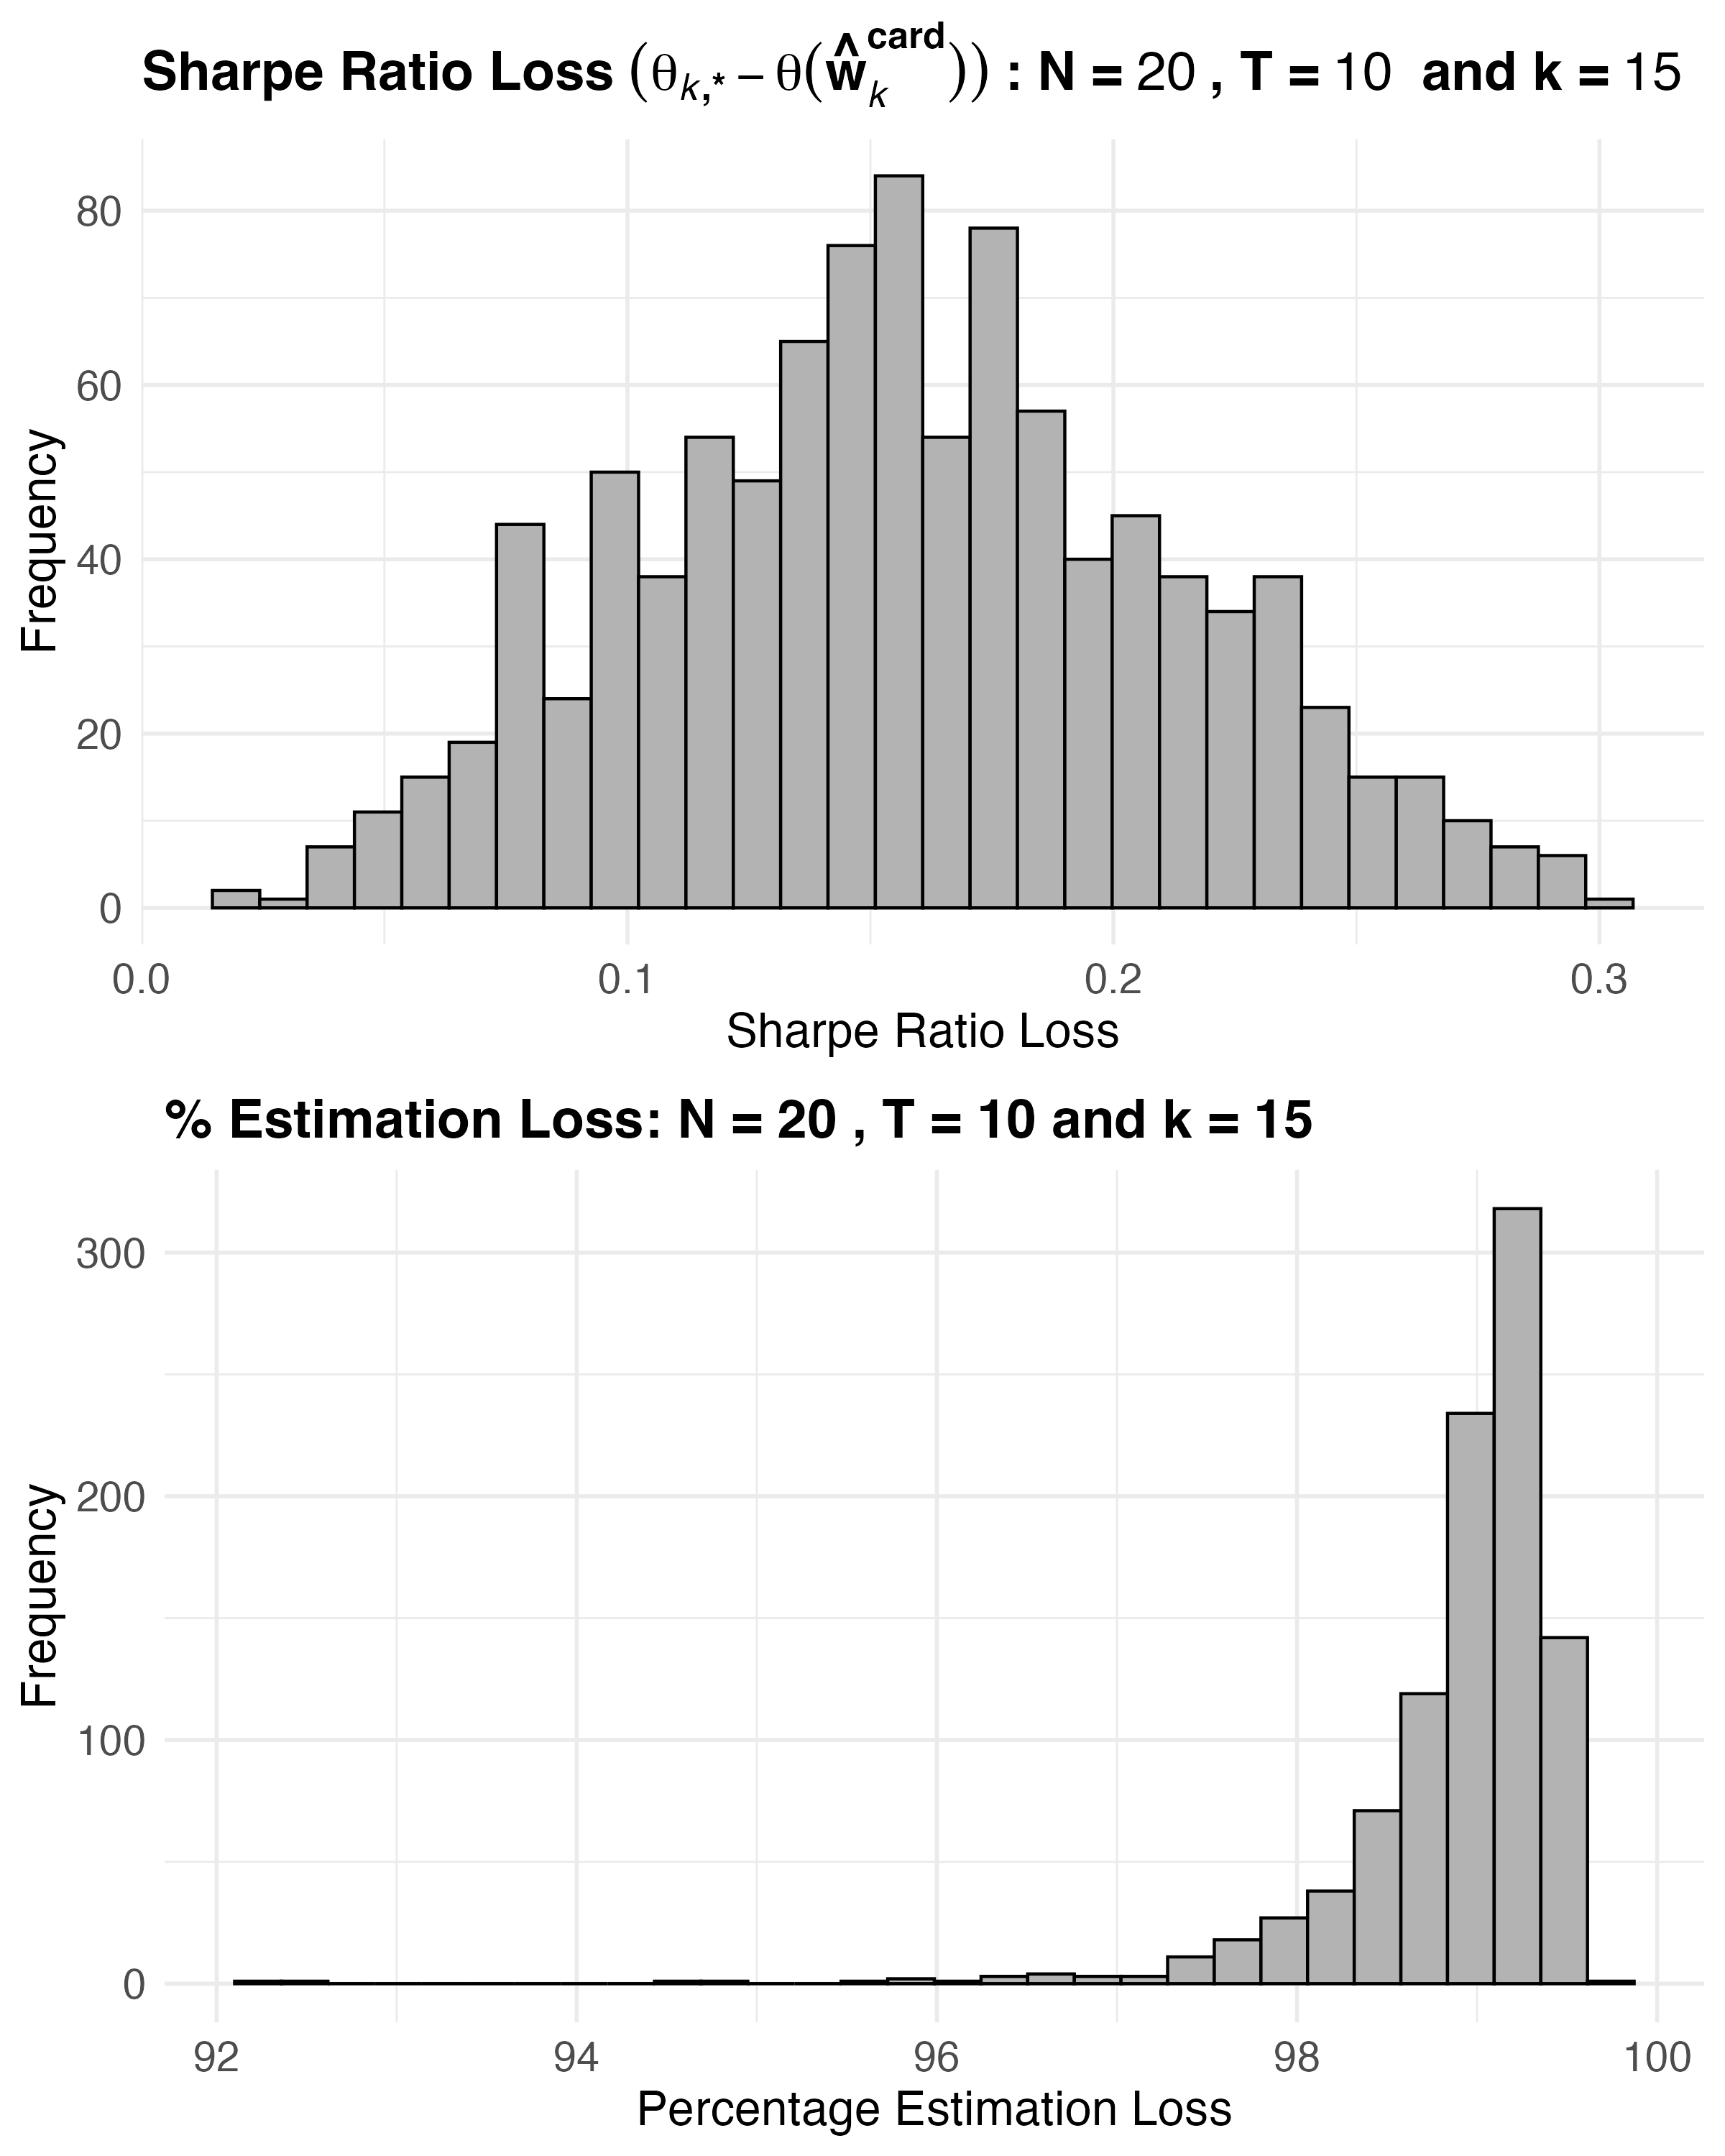 Sharpe Ratio Loss (θk,* − θ(ŵk^card)) : N = 20 , T = 10 and k = 15
80
60
40
20
0
Frequency
0.0 0.1 0.2 0.3
Sharpe Ratio Loss
% Estimation Loss: N = 20 , T = 10 and k = 15
300
200
100
0
Frequency
92 94 96 98 100
Percentage Estimation Loss